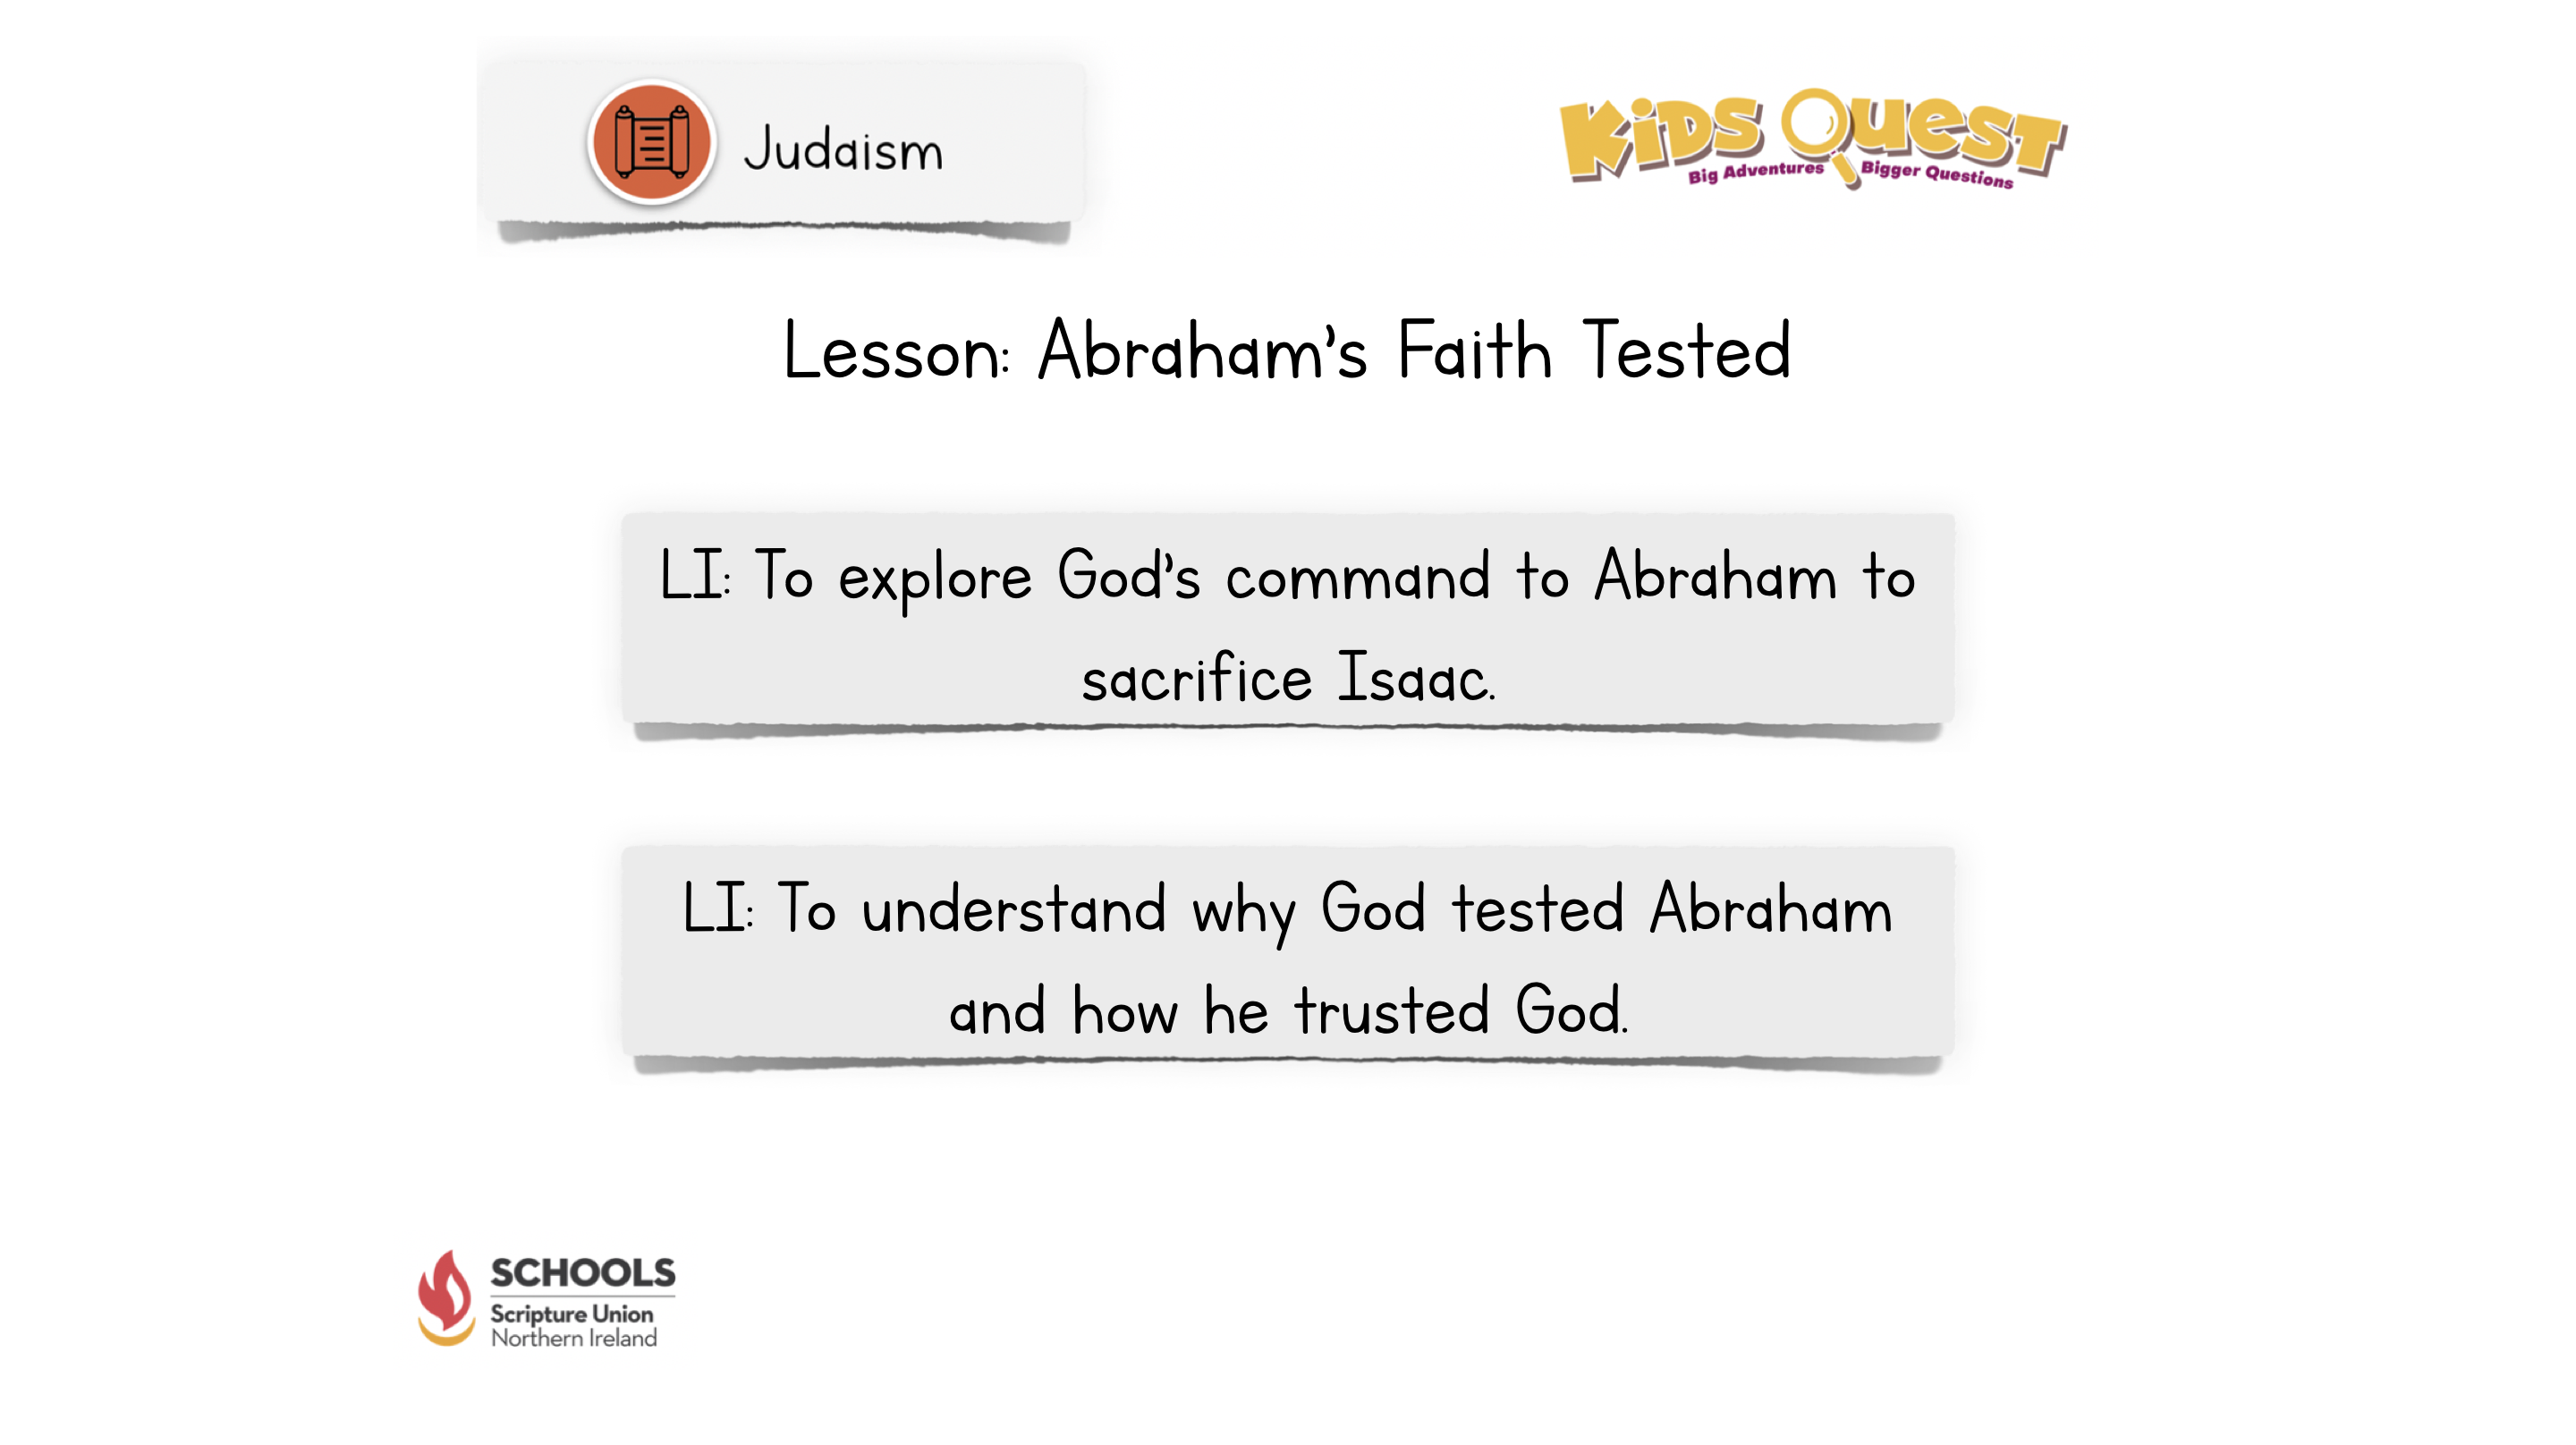 Judaism
KiDS QUEST
Big Adventures Bigger Questions
Lesson: Abraham's Faith Tested
LI: To explore God's command to Abraham to
sacrifice Isaac.
LI: To understand why God tested Abraham
and how he trusted God.
SCHOOLS
Scripture Union
Northern Ireland